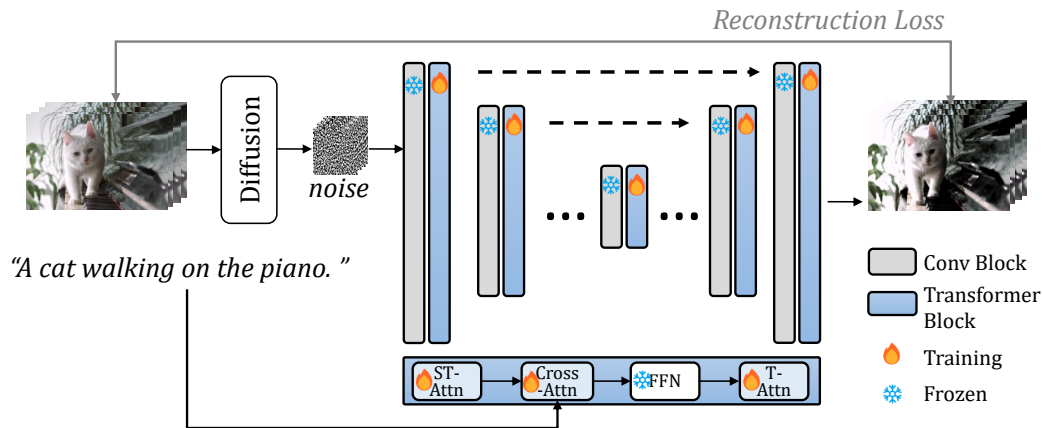 Reconstruction Loss
Diffusion
noise
“A cat walking on the piano. ”
Conv Block
Transformer
Block
Training
Frozen
ST-
Attn
Cross
-Attn
FFN
T-
Attn